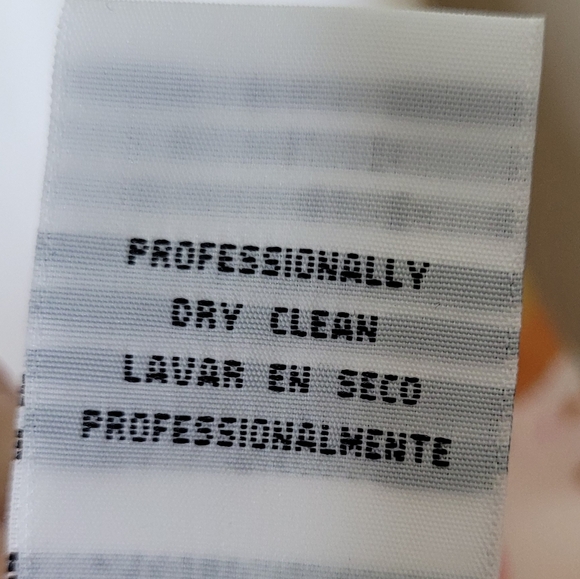 PROFESSIONALLY
DRY CLEAN
LAVAR EN SECO
PROFESSIONALMENTE